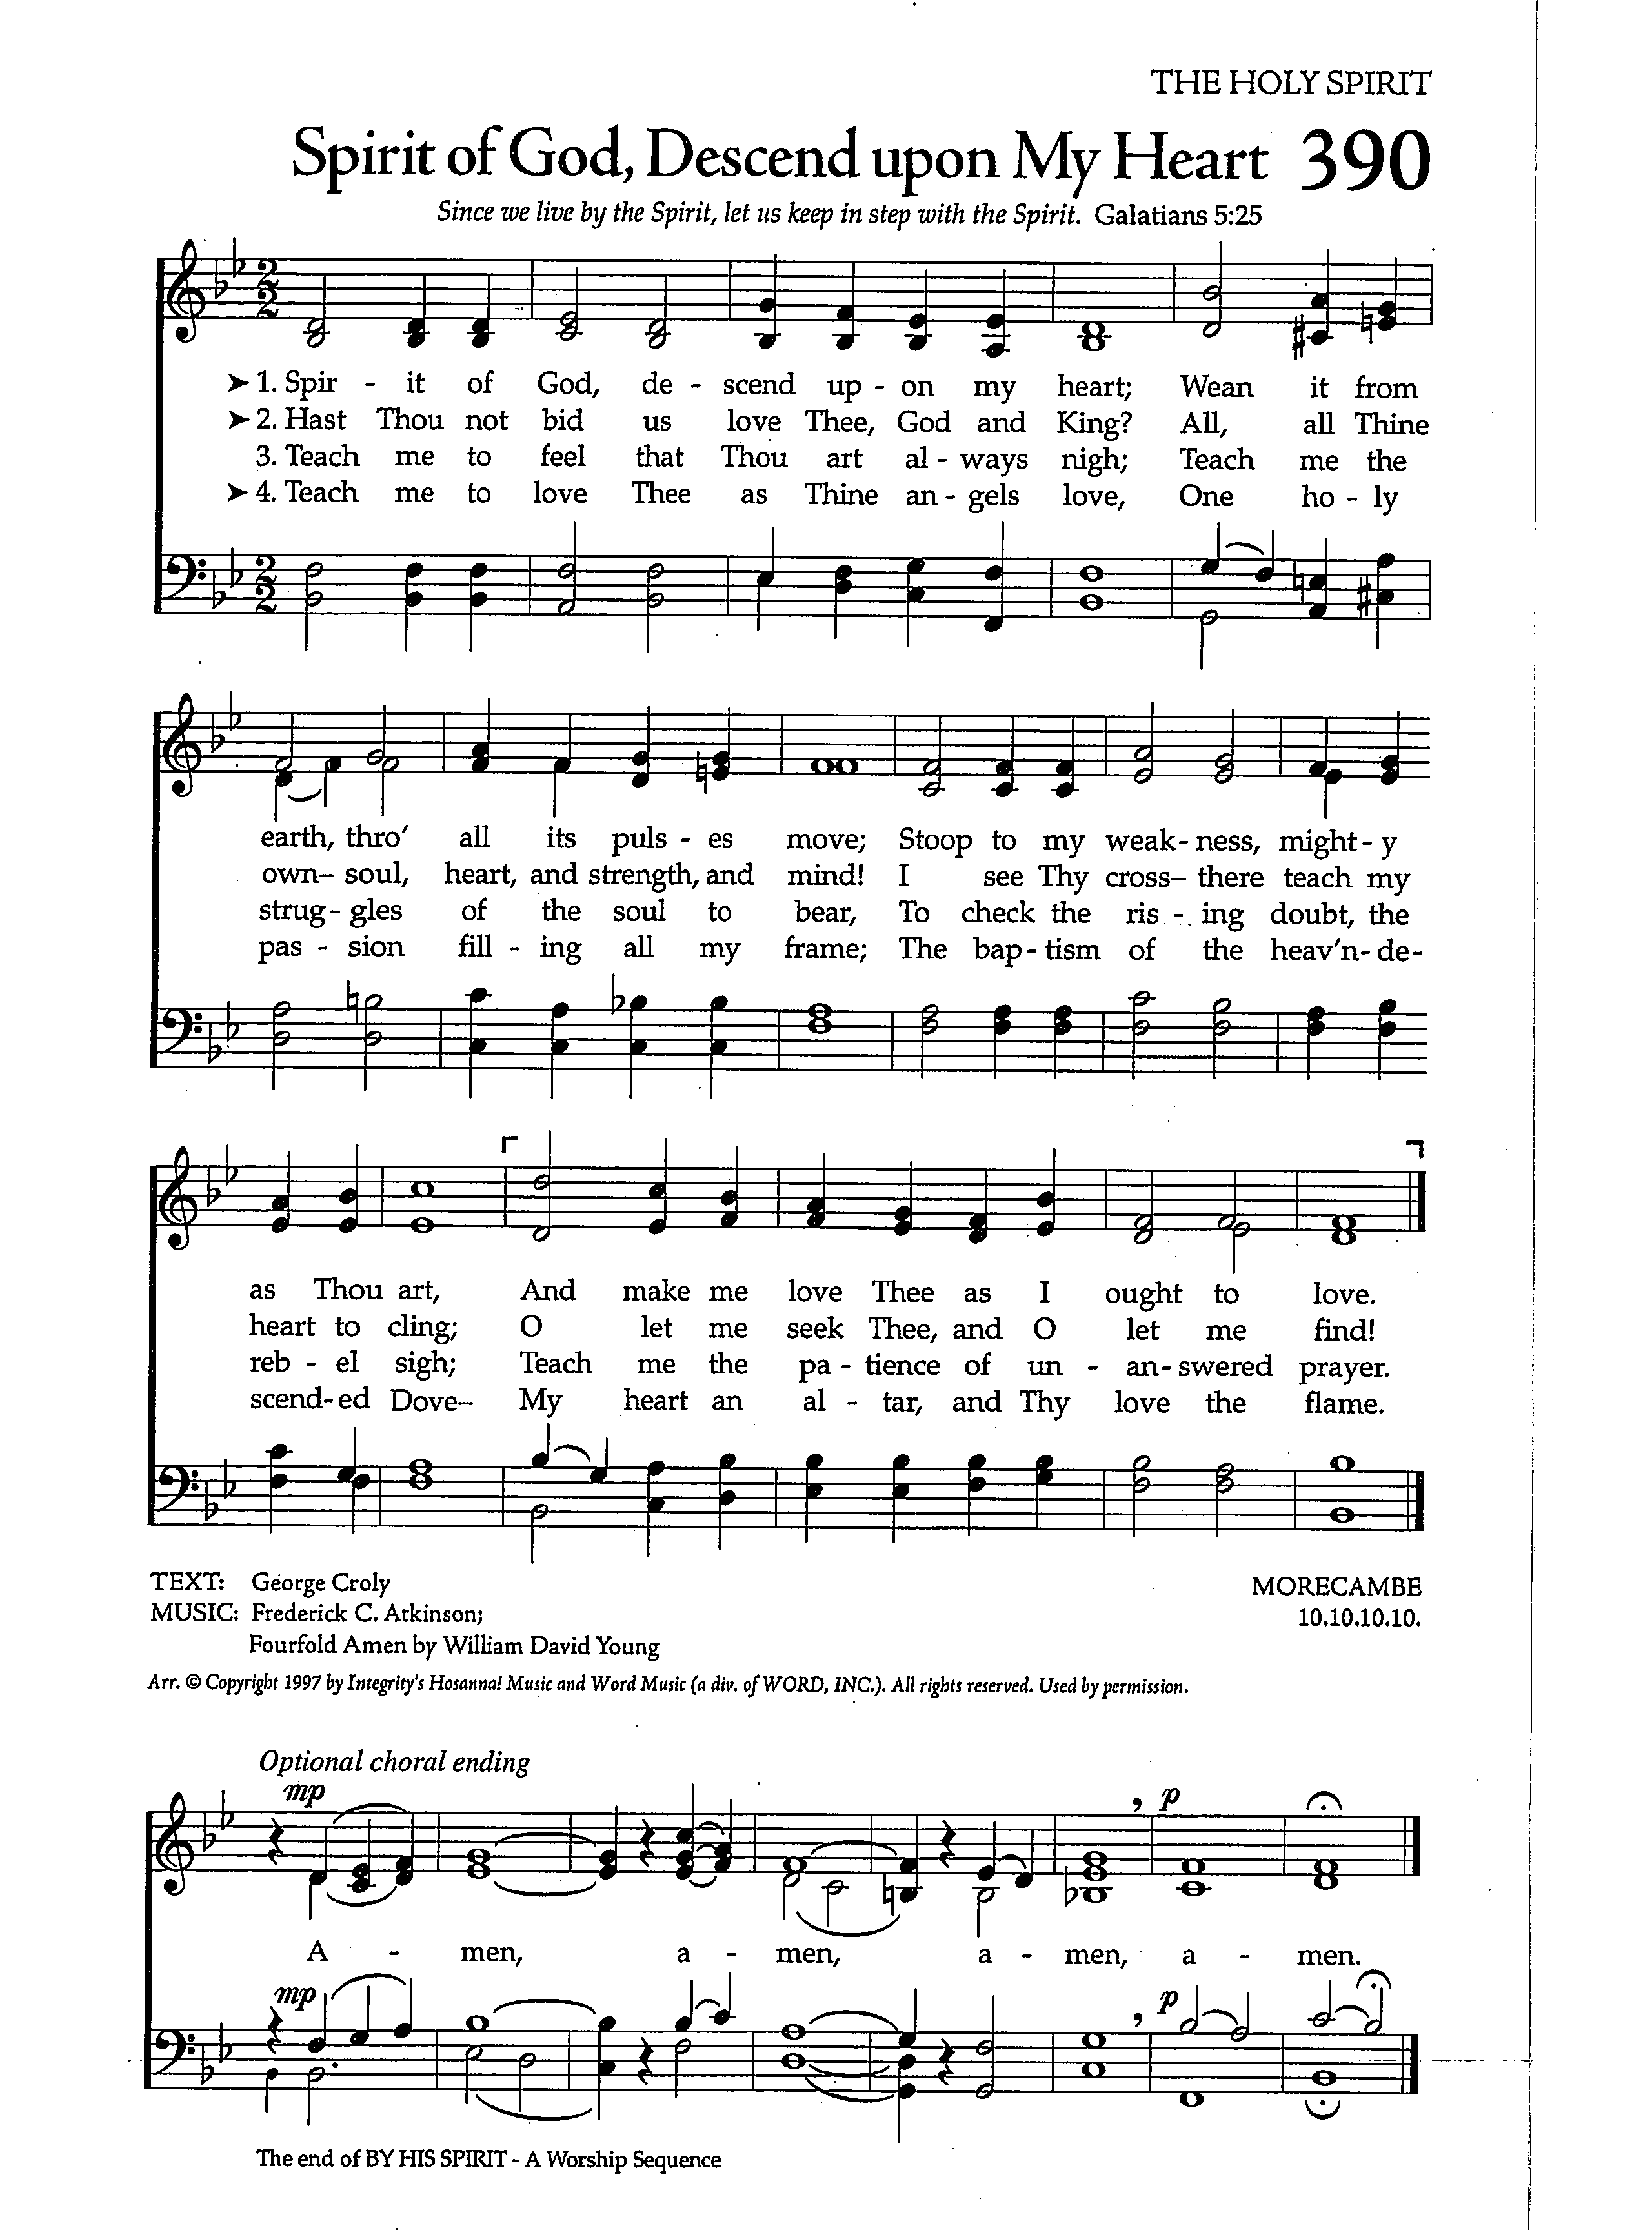 THE HOLY SPIRIT
Spirit of God, Descend upon My Heart 390
Since we live by the Spirit, let us keep in step with the Spirit. Galatians 5:25
➤ 1. Spir - it of God, de - scend up - on my heart; Wean it from
➤ 2. Hast Thou not bid us love Thee, God and King? All, all Thine
3. Teach me to feel that Thou art al - ways nigh; Teach me the
➤ 4. Teach me to love Thee as Thine an - gels love, One ho - ly
earth, thro' all its puls - es move; Stoop to my weak - ness, might - y
own– soul, heart, and strength, and mind! I see Thy cross– there teach my
strug - gles of the soul to bear, To check the ris - ing doubt, the
pas - sion fill - ing all my frame; The bap - tism of the heav'n - de -
as Thou art, And make me love Thee as I ought to love.
heart to cling; O let me seek Thee, and O let me find!
reb - el sigh; Teach me the pa - tience of un - an - swered prayer.
scend - ed Dove– My heart an al - tar, and Thy love the flame.
TEXT: George Croly
MORECAMBE
MUSIC: Frederick C. Atkinson;
10.10.10.10.
Fourfold Amen by William David Young
Arr. © Copyright 1997 by Integrity's Hosanna! Music and Word Music (a div. of WORD, INC.). All rights reserved. Used by permission.
Optional choral ending
mp p
A - men, a - men, a - men, a - men.
mp p
The end of BY HIS SPIRIT - A Worship Sequence